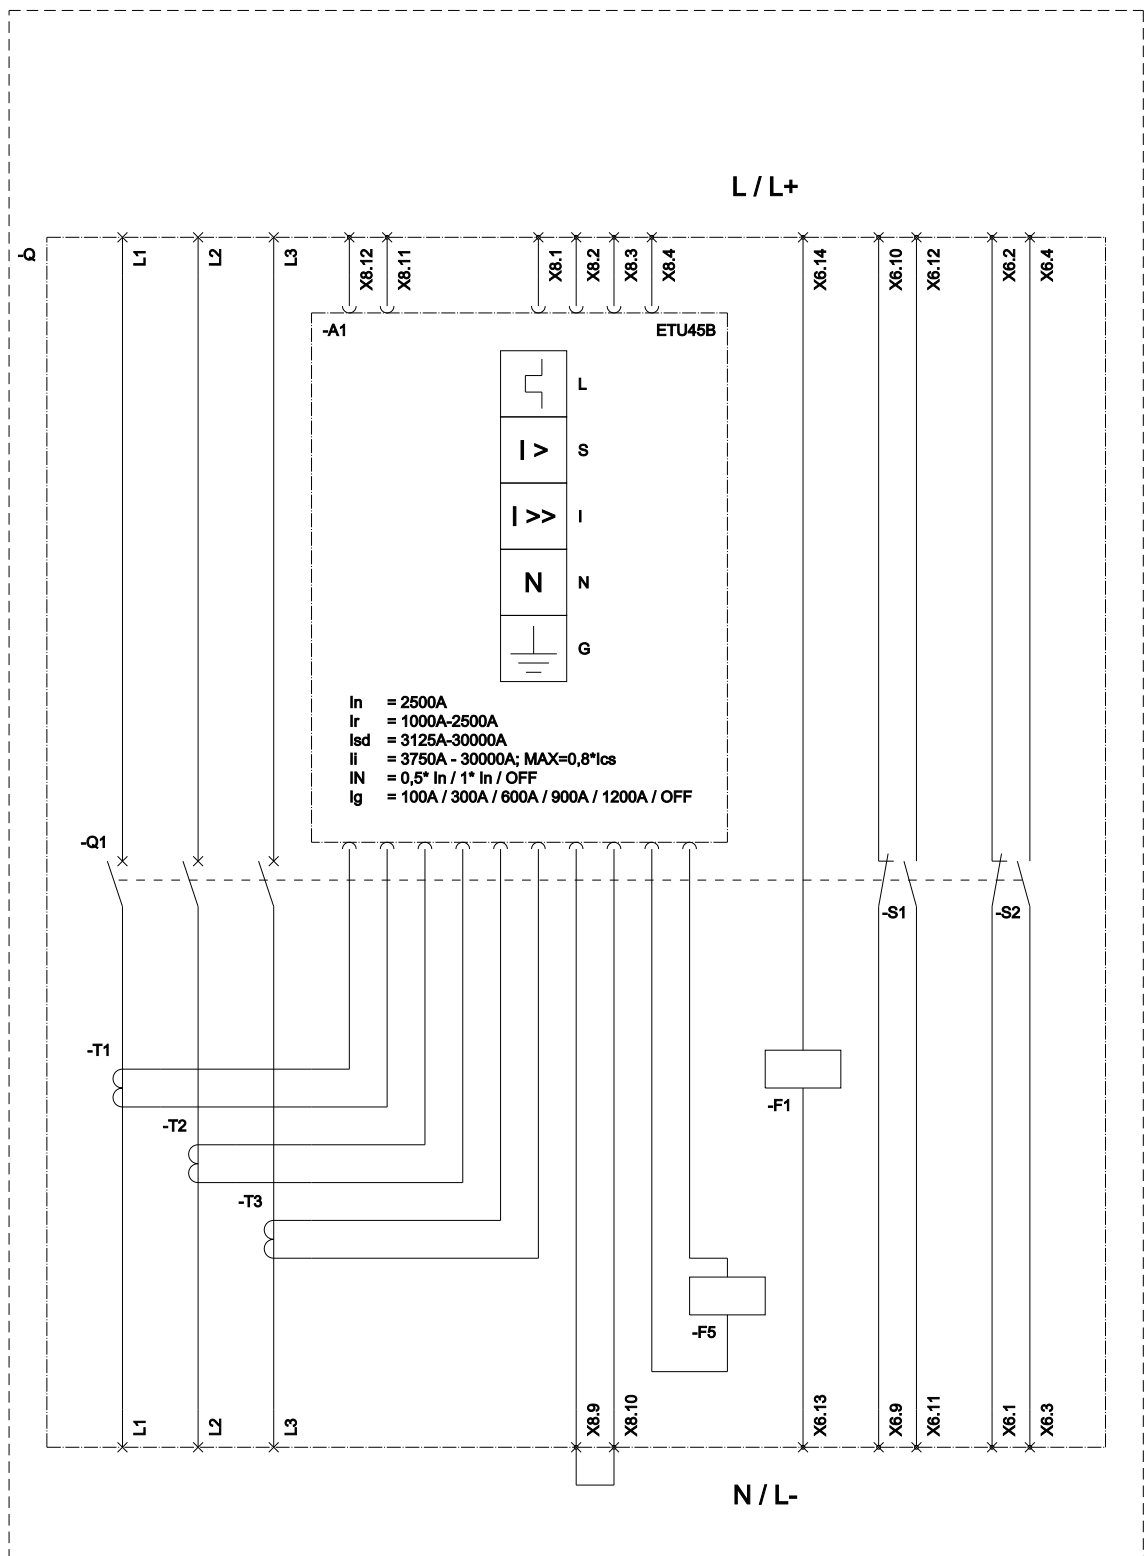 L / L+
-Q
L1
L2
L3
X8.12
X8.11
X8.1
X8.2
X8.3
X8.4
X6.14
X6.10
X6.12
X6.2
X6.4
-A1
ETU45B
L
I > S
I >> I
N N
G
In = 2500A
Ir = 1000A-2500A
Isd = 3125A-30000A
Ii = 3750A - 30000A; MAX=0,8*Ics
IN = 0,5* In / 1* In / OFF
Ig = 100A / 300A / 600A / 900A / 1200A / OFF
-Q1
-S1
-S2
-T1
-F1
-T2
-T3
-F5
L1
L2
L3
X8.9
X8.10
X6.13
X6.9
X6.11
X6.1
X6.3
N / L-